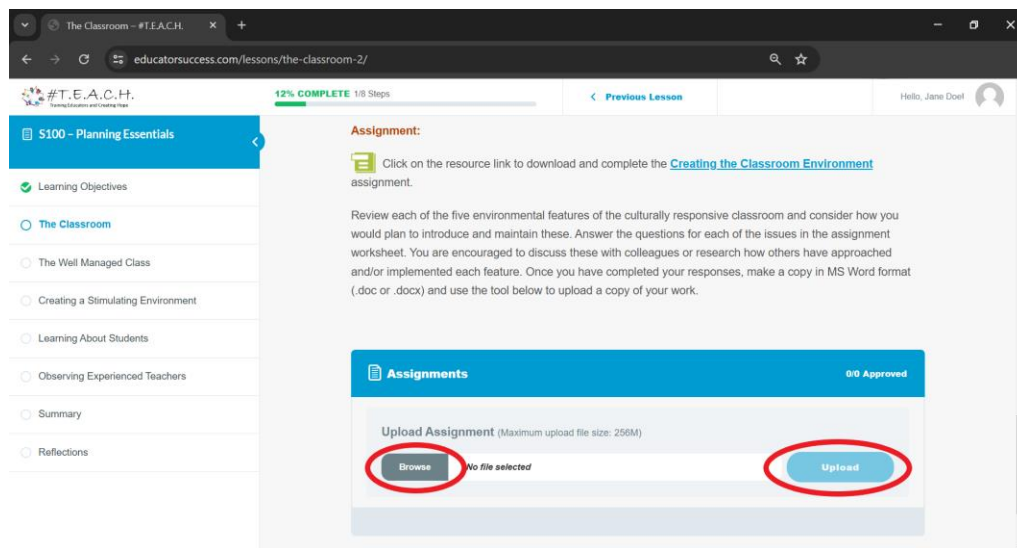 The Classroom – #T.E.A.C.H.
educatorsuccess.com/lessons/the-classroom-2/
#T.E.A.C.H.
Training Educators and Creating Hope
12% COMPLETE 1/8 Steps
Previous Lesson
Hello, Jane Doe!
S100 – Planning Essentials
Learning Objectives
The Classroom
The Well Managed Class
Creating a Stimulating Environment
Learning About Students
Observing Experienced Teachers
Summary
Reflections
Assignment:
Click on the resource link to download and complete the Creating the Classroom Environment
assignment.
Review each of the five environmental features of the culturally responsive classroom and consider how you
would plan to introduce and maintain these. Answer the questions for each of the issues in the assignment
worksheet. You are encouraged to discuss these with colleagues or research how others have approached
and/or implemented each feature. Once you have completed your responses, make a copy in MS Word format
(.doc or .docx) and use the tool below to upload a copy of your work.
Assignments
0/0 Approved
Upload Assignment (Maximum upload file size: 256M)
Browse No file selected Upload